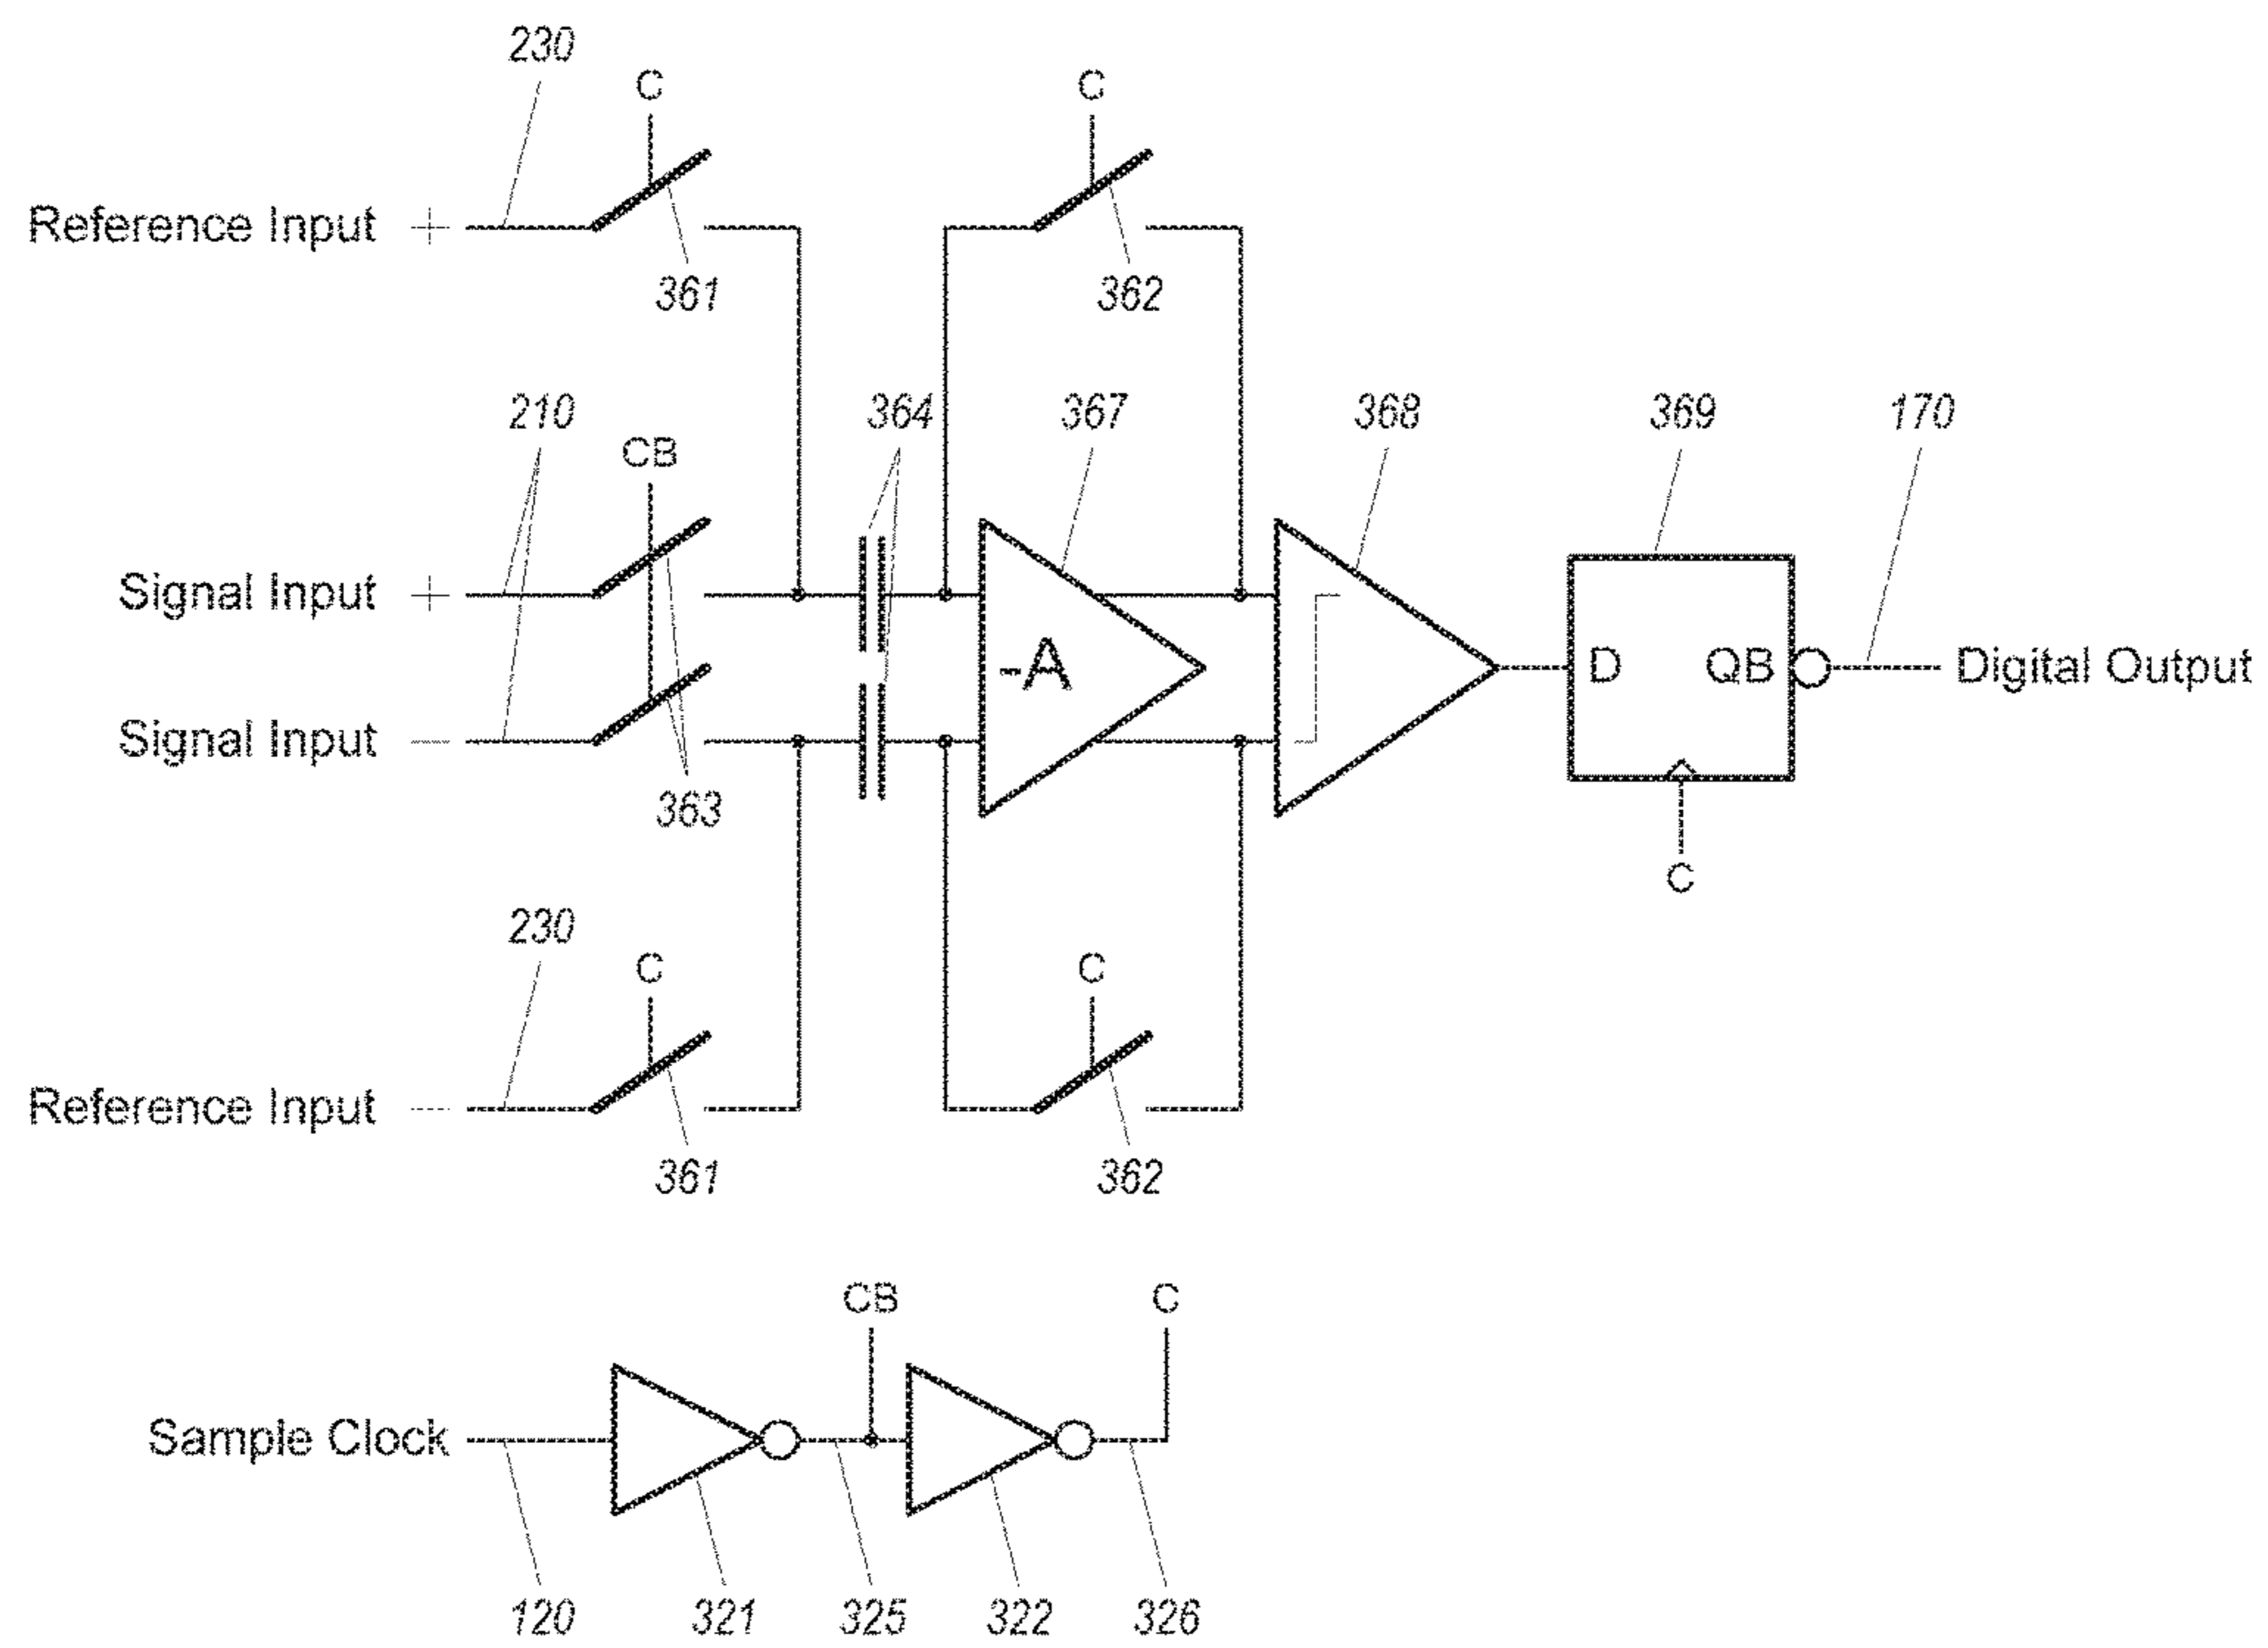 230
C
C
Reference Input +
361
362
210
364
367
368
369
170
CB
Signal Input +
-A
D
QB
Digital Output
Signal Input -
363
C
230
C
C
Reference Input -
361
362
CB
C
Sample Clock
120
321
325
322
326